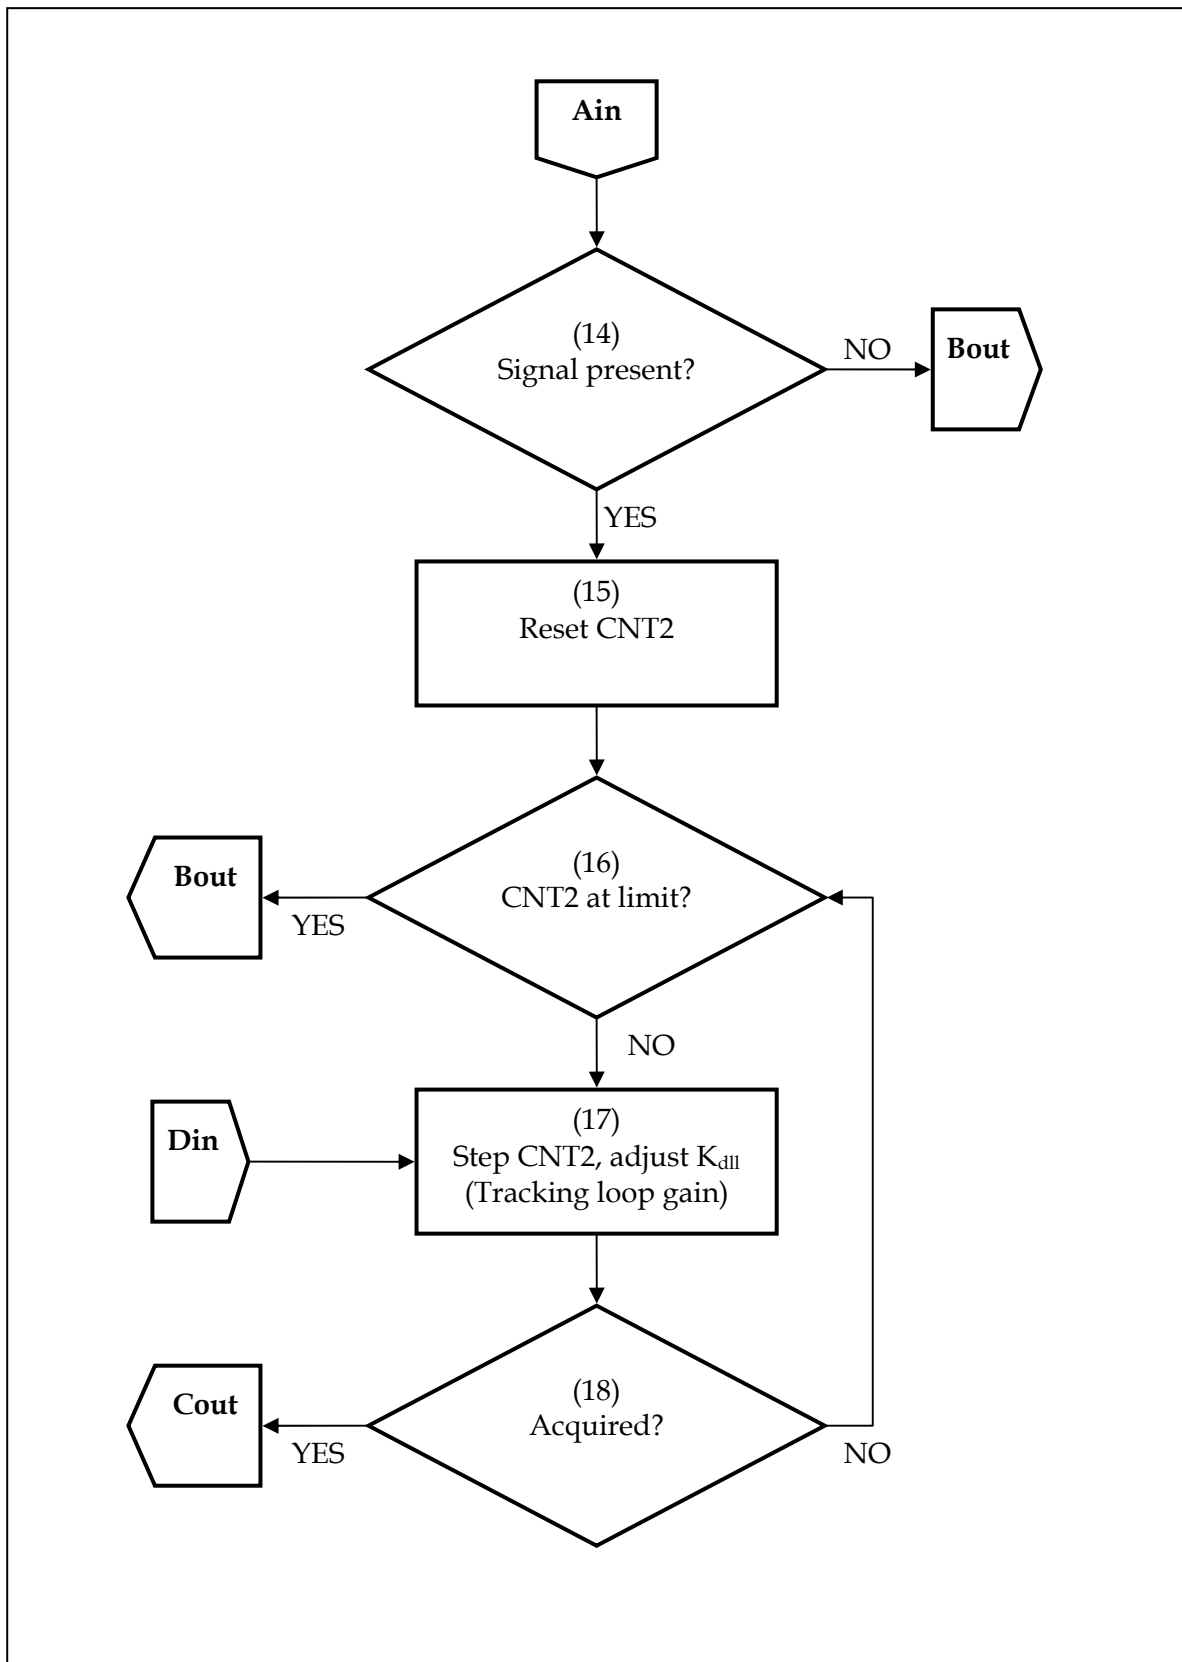 Ain
(14)
Signal present?
NO
Bout
YES
(15)
Reset CNT2
(16)
CNT2 at limit?
Bout
YES
NO
Din
(17)
Step CNT2, adjust Kdll
(Tracking loop gain)
(18)
Acquired?
Cout
YES
NO